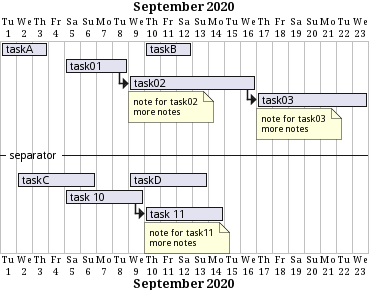 September 2020
Tu We Th Fr Sa Su Mo Tu We Th Fr Sa Su Mo Tu We Th Fr Sa Su Mo Tu We
1 2 3 4 5 6 7 8 9 10 11 12 13 14 15 16 17 18 19 20 21 22 23
taskA taskB
task01
task02
note for task02
more notes
task03
note for task03
more notes
separator
taskC taskD
task 10
task 11
note for task11
more notes
Tu We Th Fr Sa Su Mo Tu We Th Fr Sa Su Mo Tu We Th Fr Sa Su Mo Tu We
1 2 3 4 5 6 7 8 9 10 11 12 13 14 15 16 17 18 19 20 21 22 23
September 2020